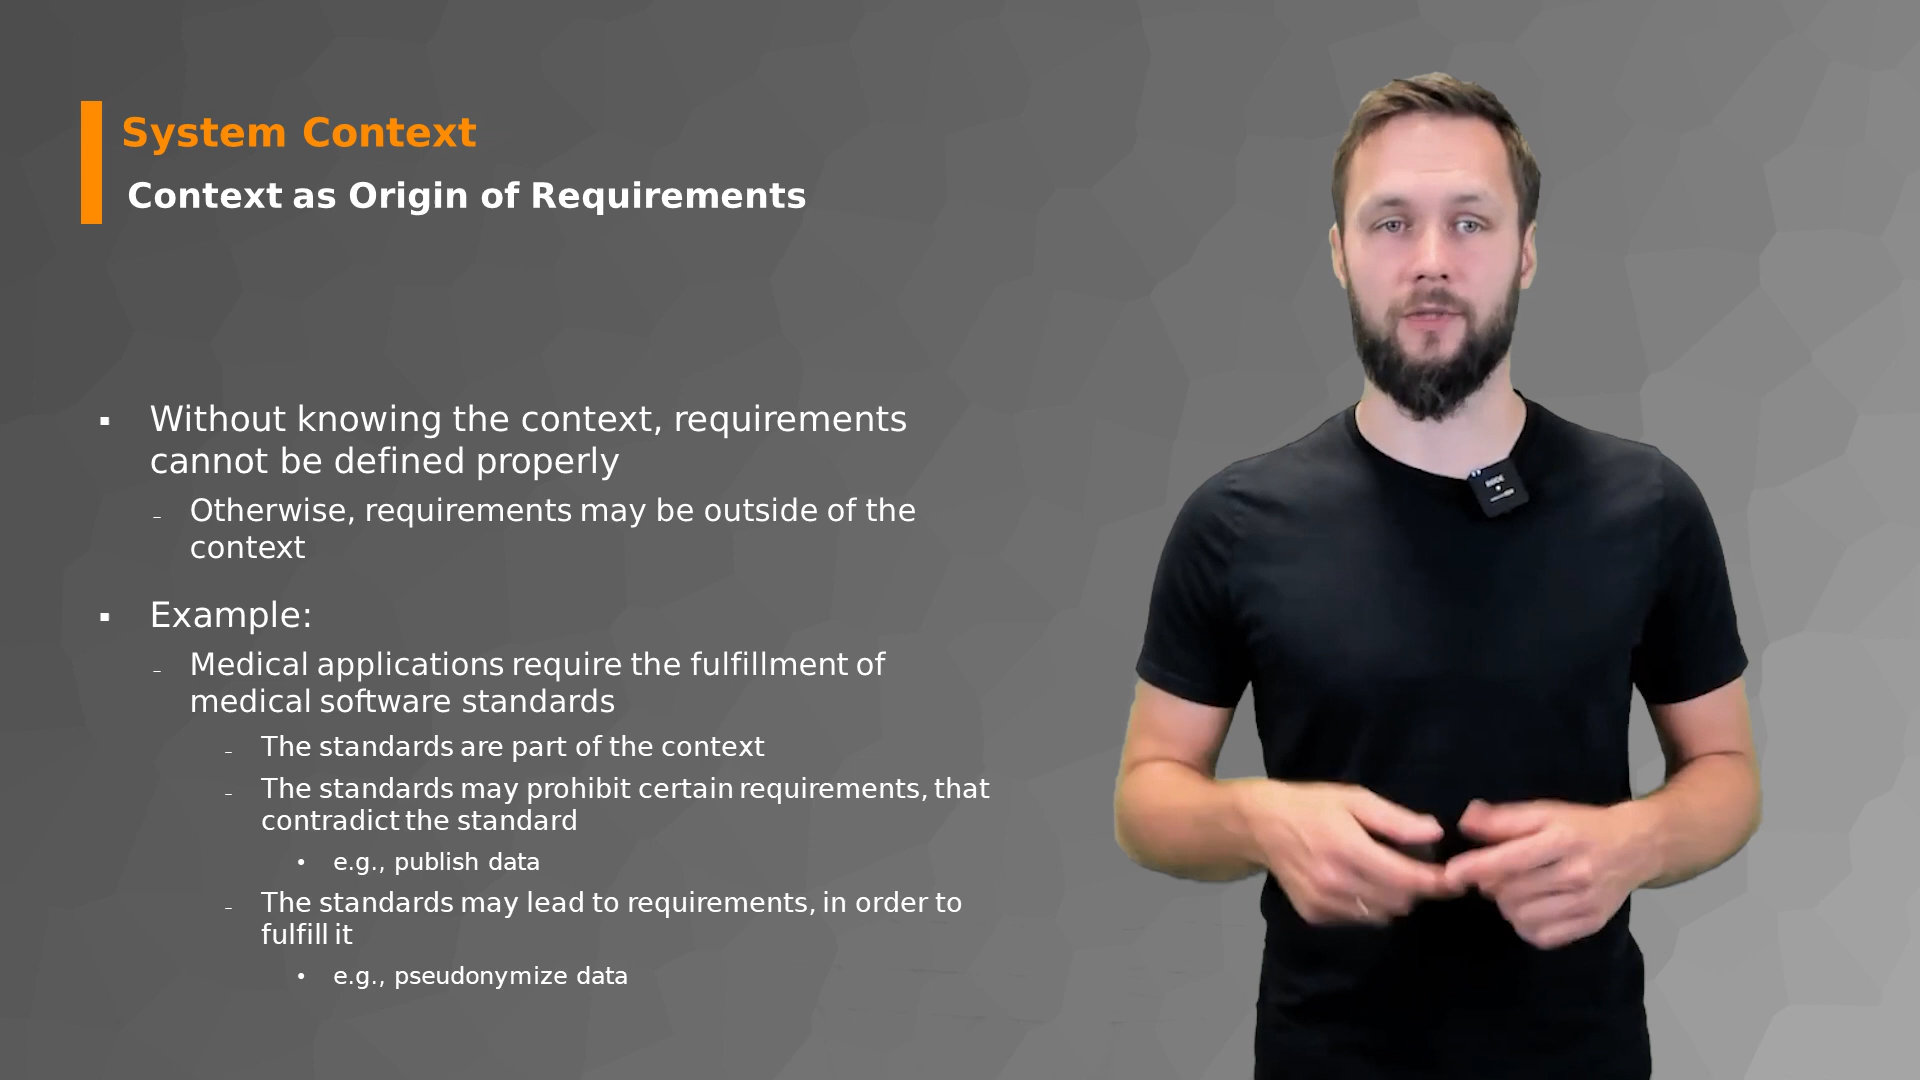 System Context
Context as Origin of Requirements
▪ Without knowing the context, requirements
cannot be defined properly
– Otherwise, requirements may be outside of the
context
▪ Example:
– Medical applications require the fulfillment of
medical software standards
– The standards are part of the context
– The standards may prohibit certain requirements, that
contradict the standard
• e.g., publish data
– The standards may lead to requirements, in order to
fulfill it
• e.g., pseudonymize data